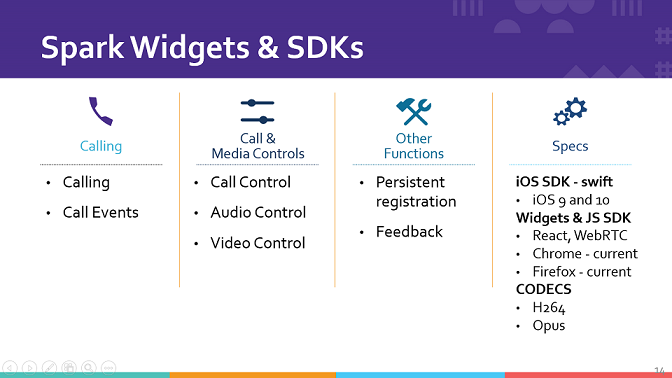 Spark Widgets & SDKs
Calling
• Calling
• Call Events
Call &
Media Controls
• Call Control
• Audio Control
• Video Control
Other
Functions
• Persistent
registration
• Feedback
Specs
iOS SDK - swift
• iOS 9 and 10
Widgets & JS SDK
• React, WebRTC
• Chrome - current
• Firefox - current
CODECS
• H264
• Opus
14